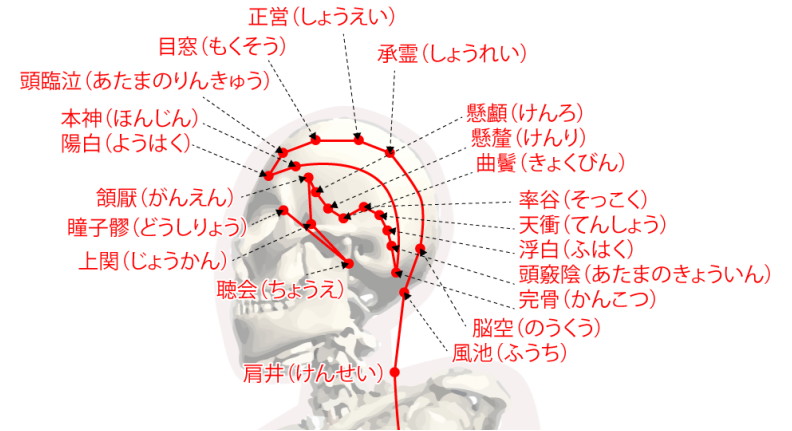 正営（しょうえい）
目窓（もくそう）
承霊（しょうれい）
頭臨泣（あたまのりんきゅう）
本神（ほんじん）
陽白（ようはく）
懸顱（けんろ）
懸釐（けんり）
曲鬢（きょくびん）
頷厭（がんえん）
瞳子髎（どうしりょう）
上関（じょうかん）
聴会（ちょうえ）
率谷（そっこく）
天衝（てんしょう）
浮白（ふはく）
頭竅陰（あたまのきょういん）
完骨（かんこつ）
脳空（のうくう）
風池（ふうち）
肩井（けんせい）